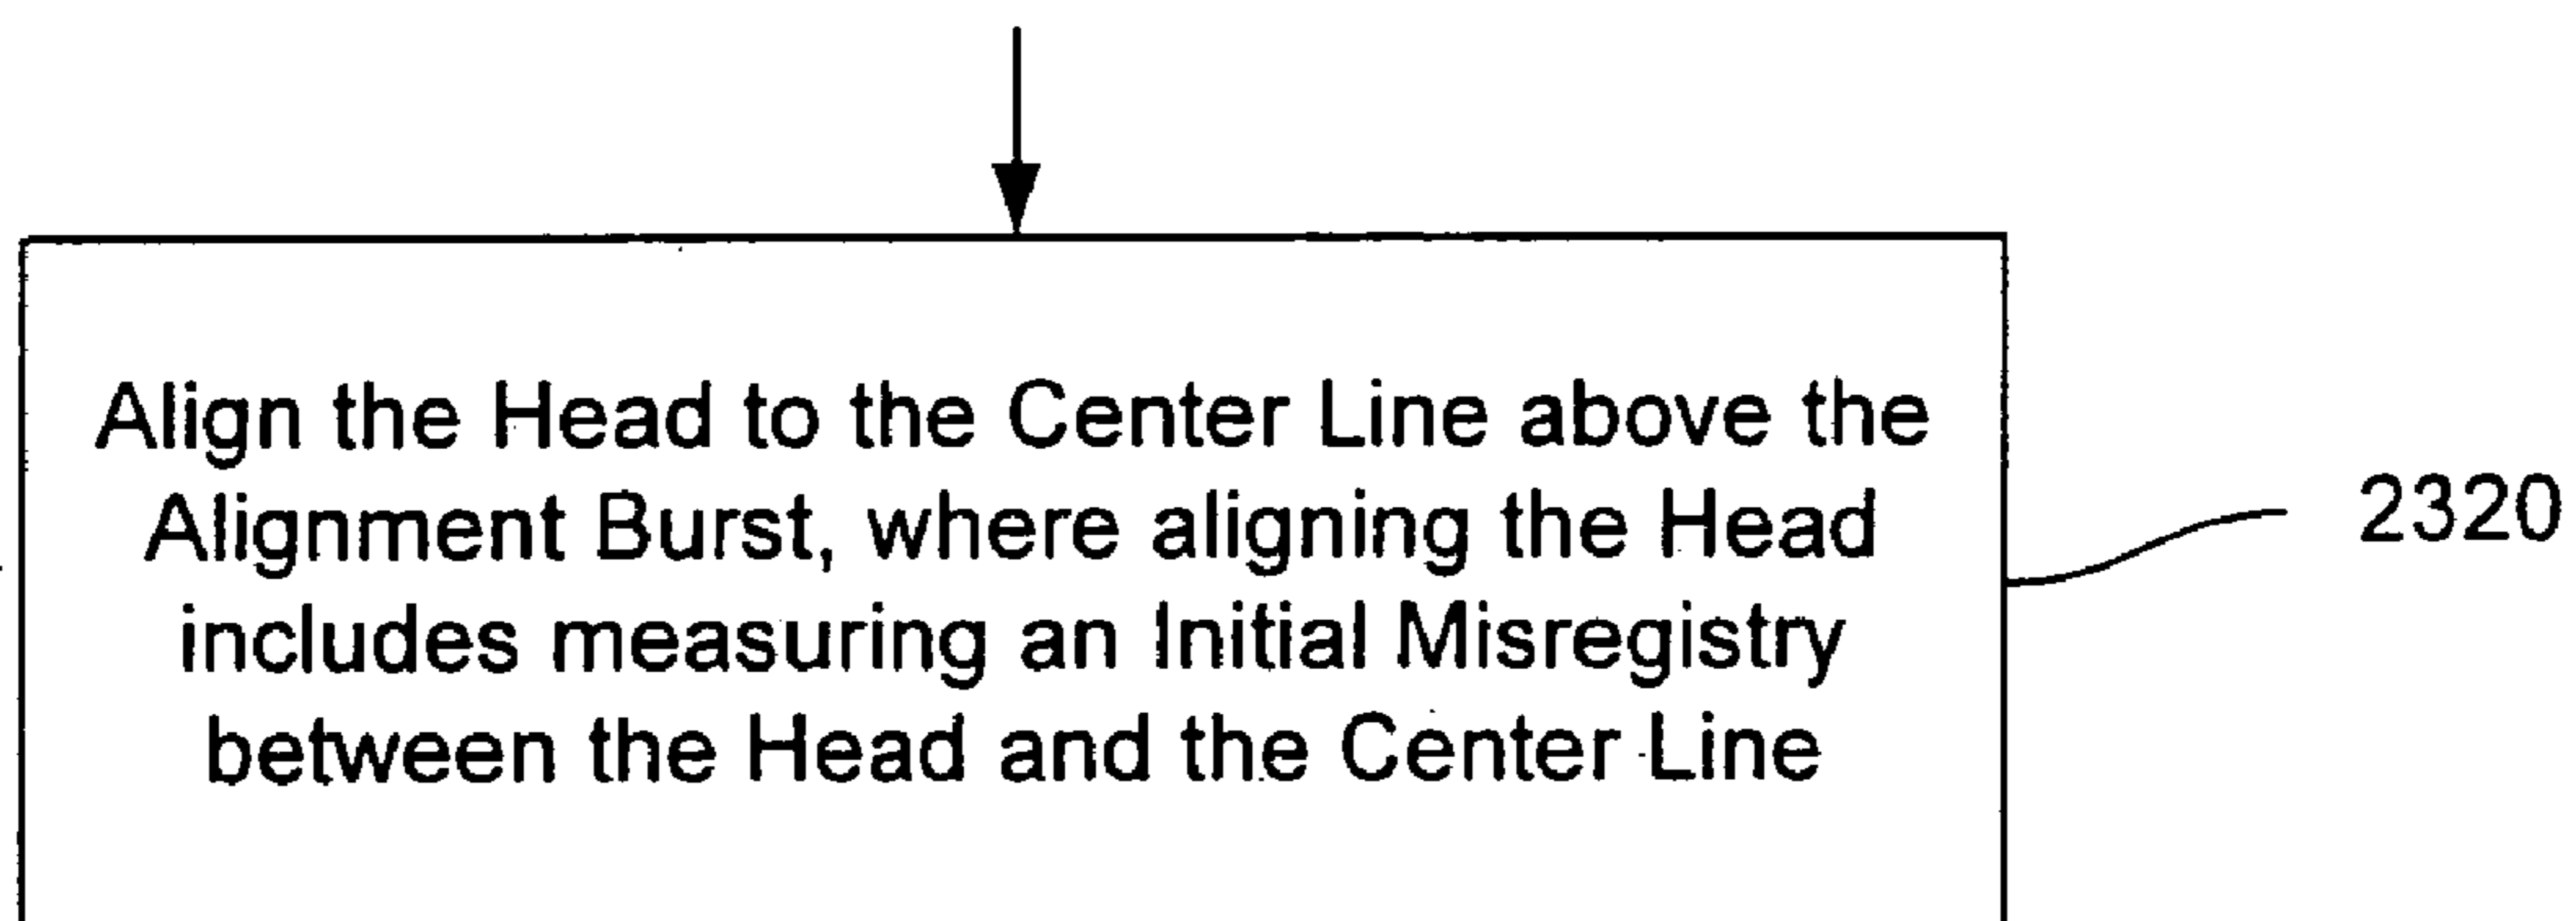 Align the Head to the Center Line above the
Alignment Burst, where aligning the Head
includes measuring an Initial Misregistry
between the Head and the Center Line
2320